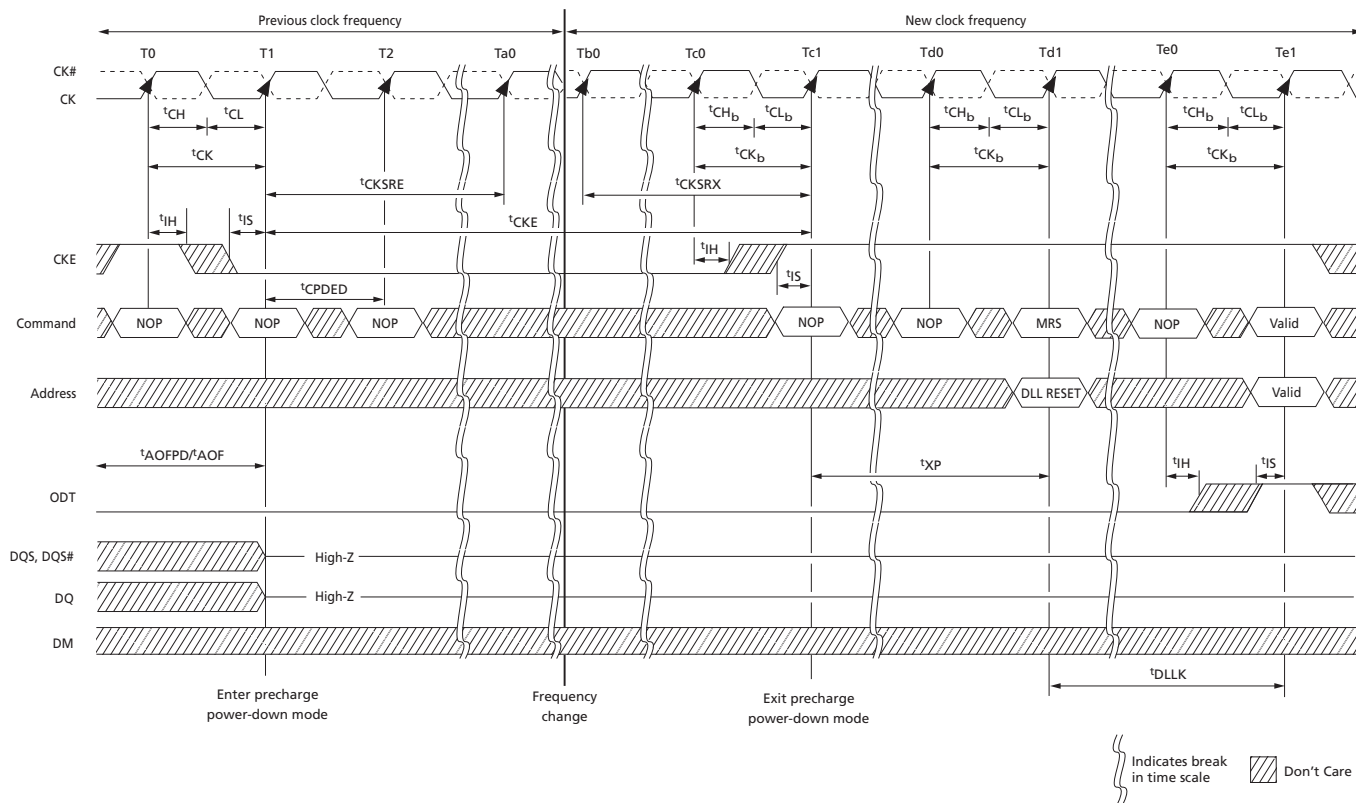 Previous clock frequency New clock frequency
T0 T1 T2 Ta0 Tb0 Tc0 Tc1 Td0 Td1 Te0 Te1
CK#
CK
tCH tCL tCHb tCLb tCHb tCLb tCHb tCLb
tCK tCKb tCKb tCKb
tCKSRE tCKSRX
tIH tIS tCKE
CKE tIH
tIS
tCPDED
Command NOP NOP NOP NOP NOP MRS NOP Valid
Address DLL RESET Valid
tAOFPD/tAOF tXP tIH tIS
ODT
DQS, DQS# High-Z
DQ High-Z
DM
tDLLK
Enter precharge
power-down mode
Frequency
change
Exit precharge
power-down mode
Indicates break
in time scale
Don't Care